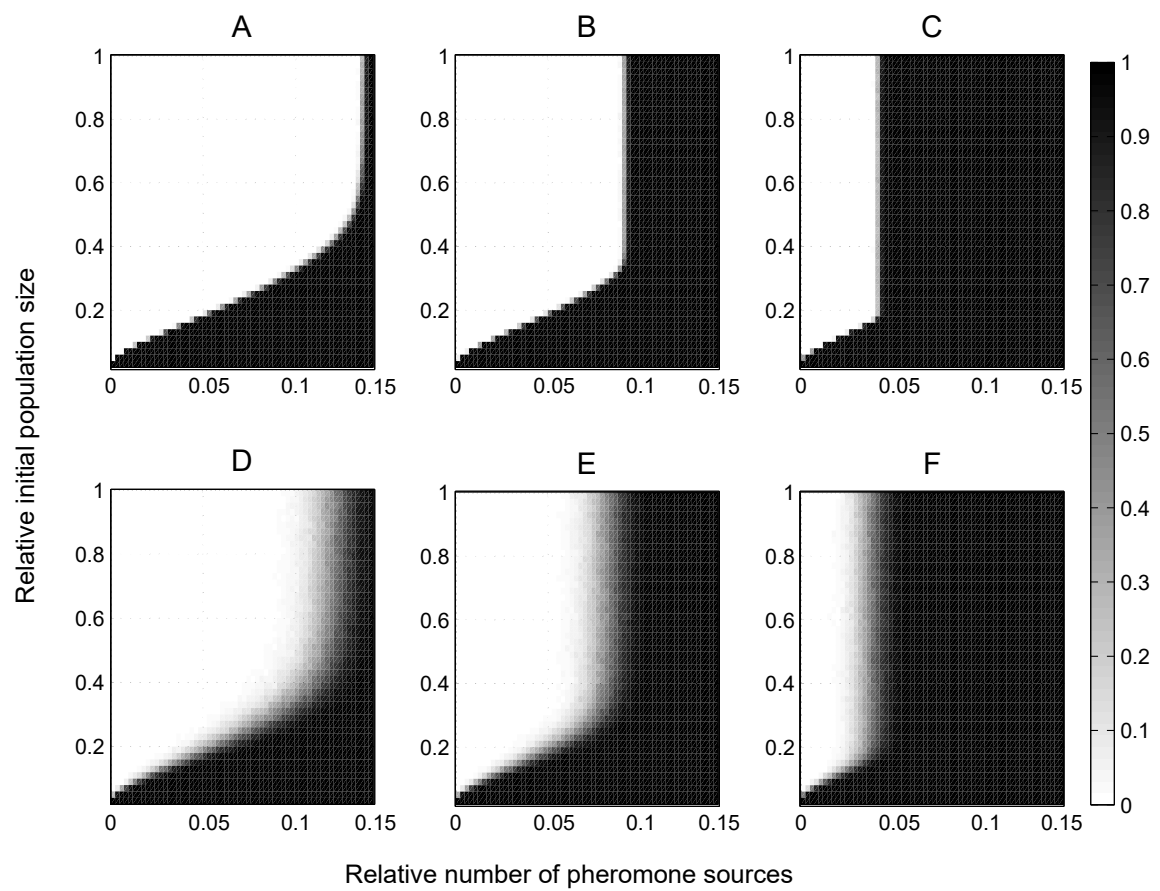 A B C
1 1 1 1
0.9
0.8 0.8 0.8 0.8
0.7
0.6 0.6 0.6 0.6
0.5
0.4 0.4 0.4 0.4
0.3
0.2 0.2 0.2 0.2
0.1
0
0 0.05 0.1 0.15 0 0.05 0.1 0.15 0 0.05 0.1 0.15
Relative initial population size
D E F
1 1 1
0.8 0.8 0.8
0.6 0.6 0.6
0.4 0.4 0.4
0.2 0.2 0.2
0 0.05 0.1 0.15 0 0.05 0.1 0.15 0 0.05 0.1 0.15
Relative number of pheromone sources